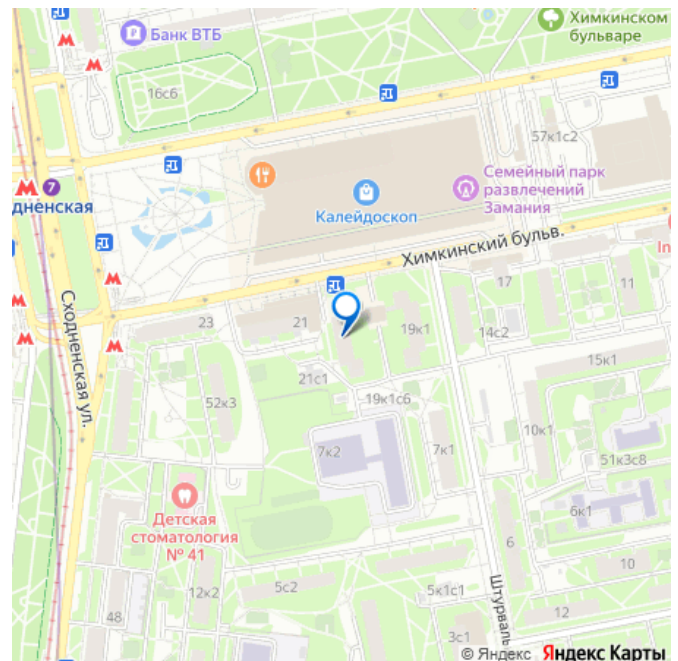 Химкинском
бульваре
Банк ВТБ
16с6
57к1с2
7
дненская
Семейный парк
развлечений
Замания
Калейдоскоп
Химкинский бульв.
In
17
11
23
21
19к1
14с2
Сходненская ул.
15к1
21с1
52к3
19к1с6
10к1
7к2
7к1
51к3с8
6к1
Детская
стоматология
№ 41
6
10
5с2
12к2
5к1с1
48
12
3с1
Штурваль
© Яндекс Яндекс Карты